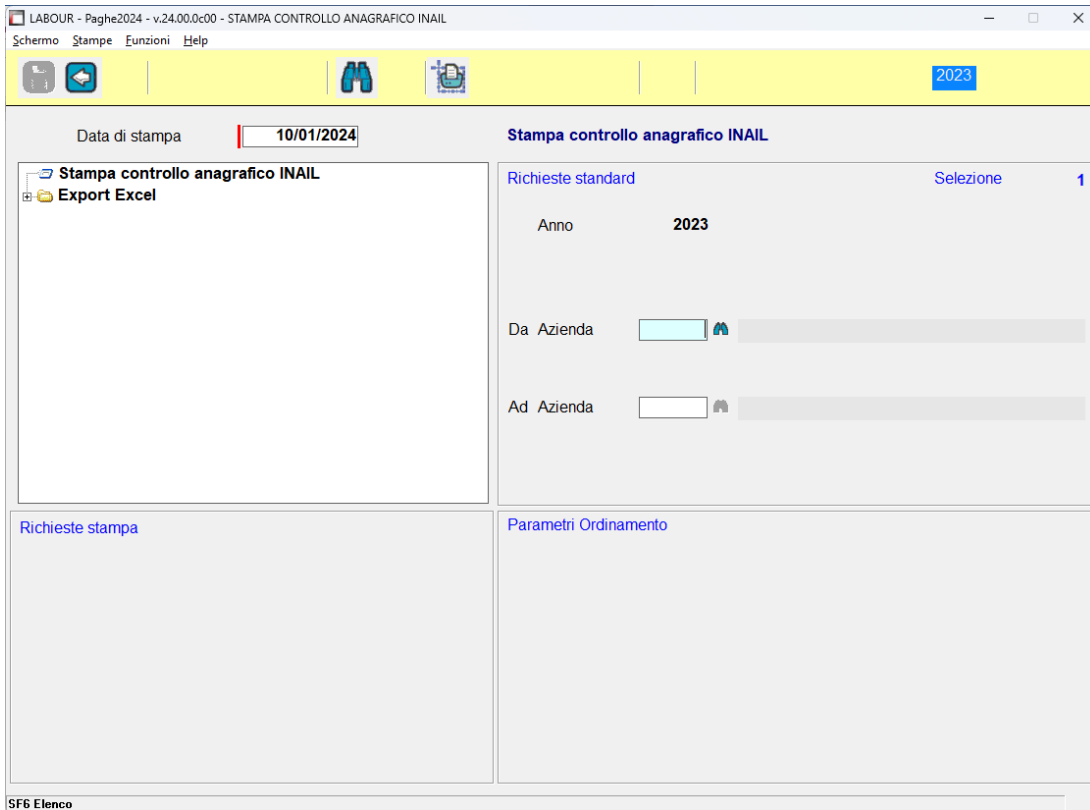 LABOUR - Paghe2024 - v.24.00.0c00 - STAMPA CONTROLLO ANAGRAFICO INAIL
Schermo Stampe Funzioni Help
2023
Data di stampa 10/01/2024 Stampa controllo anagrafico INAIL
Stampa controllo anagrafico INAIL
Export Excel
Richieste standard Selezione 1
Anno 2023
Da Azienda
Ad Azienda
Richieste stampa
Parametri Ordinamento
SF6 Elenco